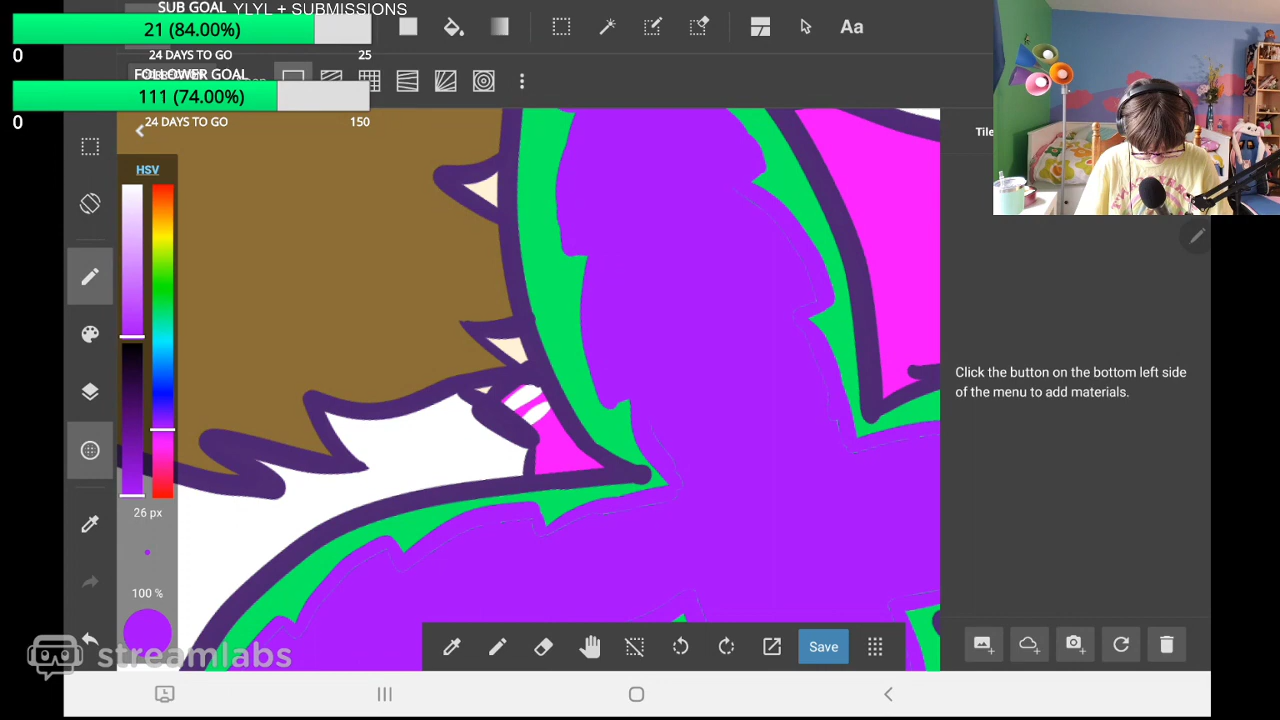 SUB GOAL
YLYL + SUBMISSIONS
21 (84.00%)
24 DAYS TO GO
0
25
FOLLOWER GOAL
111 (74.00%)
24 DAYS TO GO
0
150
Aa
HSV
26 px
100 %
Tile
Click the button on the bottom left side
of the menu to add materials.
Save
streamlabs